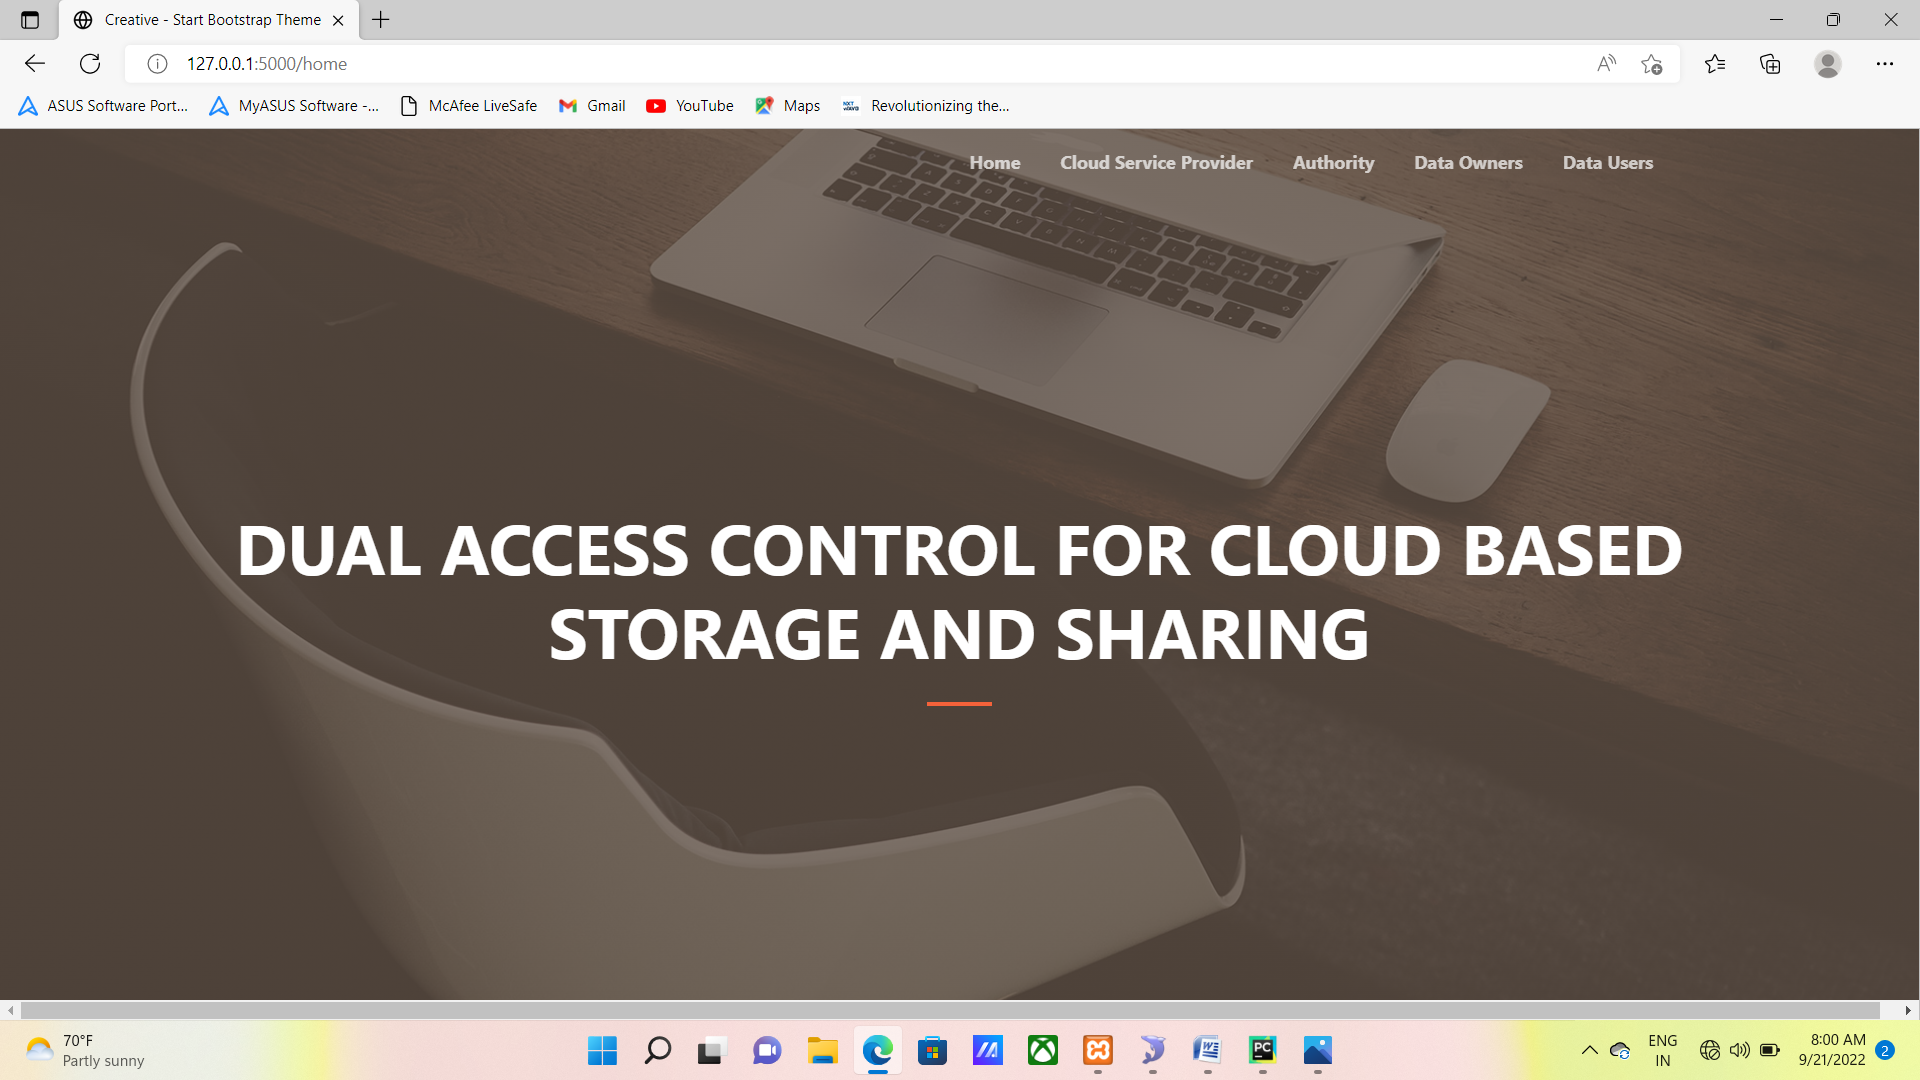 Creative - Start Bootstrap Theme
127.0.0.1:5000/home
ASUS Software Port...
MyASUS Software -...
McAfee LiveSafe
Gmail
YouTube
Maps
Revolutionizing the...
Home
Cloud Service Provider
Authority
Data Owners
Data Users
DUAL ACCESS CONTROL FOR CLOUD BASED
STORAGE AND SHARING
70°F
Partly sunny
PC
ENG
IN
8:00 AM
9/21/2022
2